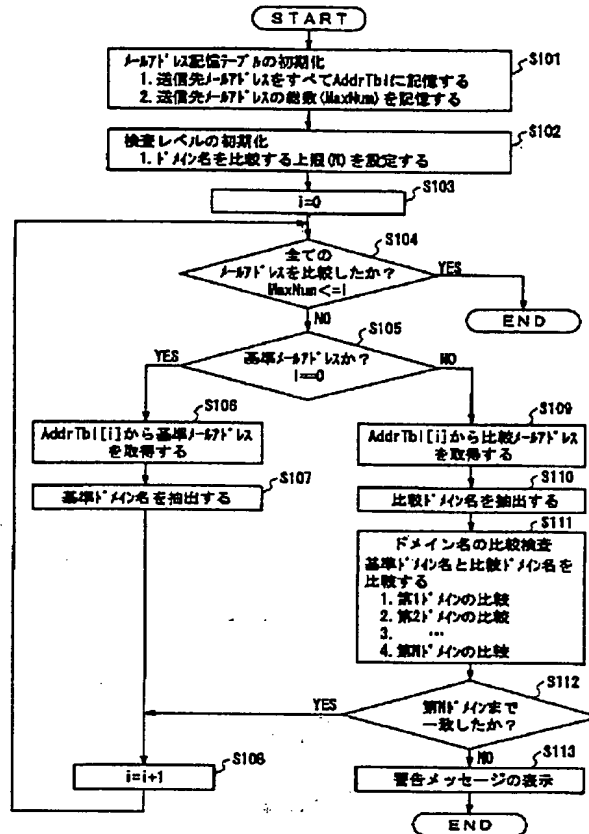 START
メールアドレス記憶テーブルの初期化
1. 送信先メールアドレスをすべてAddrTblに記憶する
2. 送信先メールアドレスの総数(MaxNum)を記憶する
S101
検査レベルの初期化
1. ドメイン名を比較する上限(N)を設定する
S102
i=0
S103
全ての
メールアドレスを比較したか?
MaxNum<=i
S104
YES
END
NO
基準メールアドレスか?
i==0
S105
YES
NO
AddrTbl[i]から基準メールアドレス
を取得する
S106
基準ドメイン名を抽出する
S107
AddrTbl[i]から比較メールアドレス
を取得する
S109
比較ドメイン名を抽出する
S110
ドメイン名の比較検査
基準ドメイン名と比較ドメイン名を
比較する
1. 第1ドメインの比較
2. 第2ドメインの比較
3. …
4. 第Nドメインの比較
S111
第Nドメインまで
一致したか?
S112
YES
NO
i=i+1
S108
警告メッセージの表示
S113
END